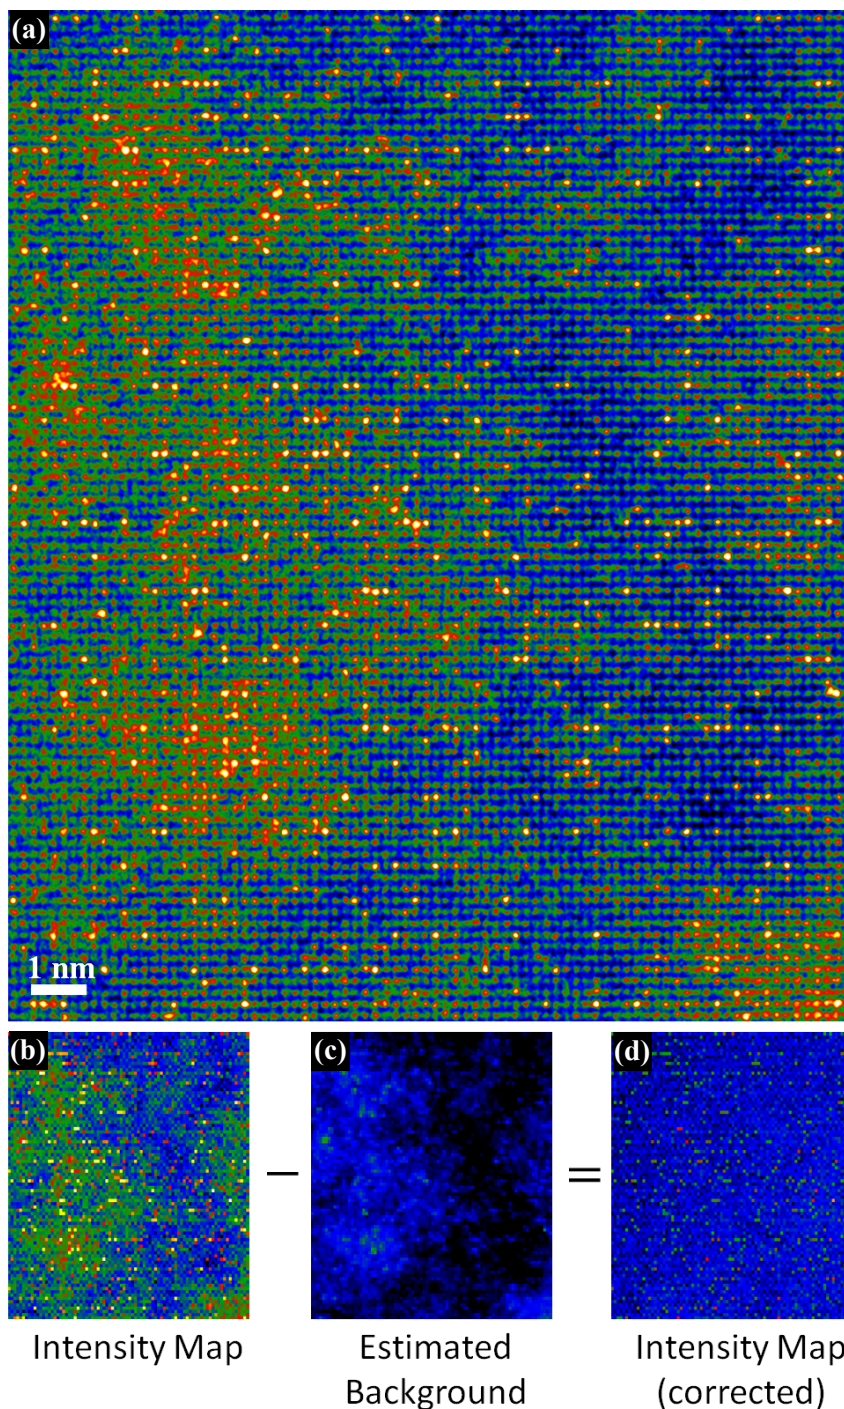 (a)
1 nm
(b)
(c)
(d)
−
=
Intensity Map
Estimated
Background
Intensity Map
(corrected)